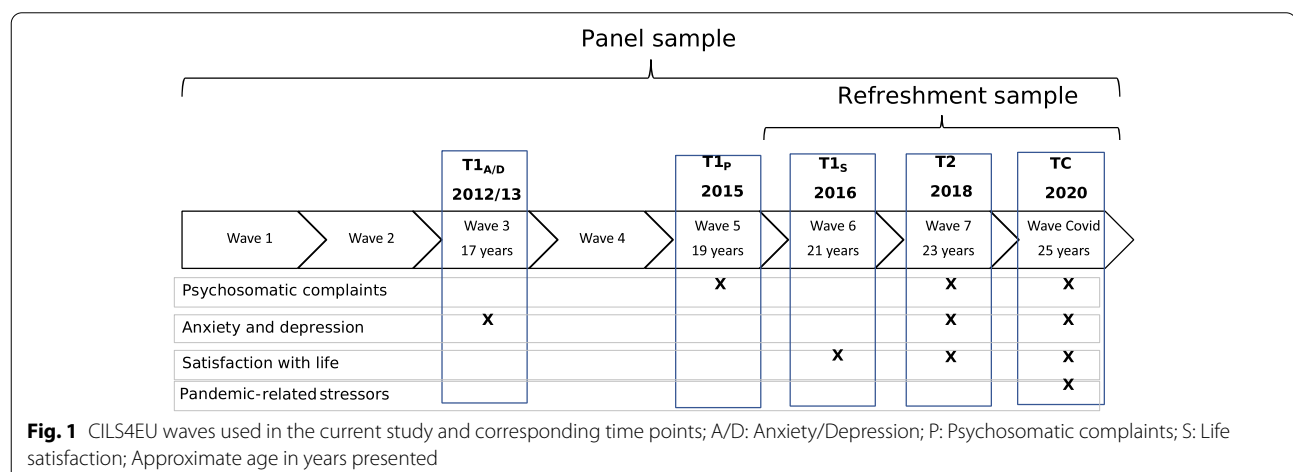 Panel sample
Refreshment sample
T1A/D
2012/13
T1P
2015
T1S
2016
T2
2018
TC
2020
Wave 1
Wave 2
Wave 3
17 years
Wave 4
Wave 5
19 years
Wave 6
21 years
Wave 7
23 years
Wave Covid
25 years
Psychosomatic complaints X X X
Anxiety and depression X X X
Satisfaction with life X X X
Pandemic-related stressors X
Fig. 1 CILS4EU waves used in the current study and corresponding time points; A/D: Anxiety/Depression; P: Psychosomatic complaints; S: Life
satisfaction; Approximate age in years presented